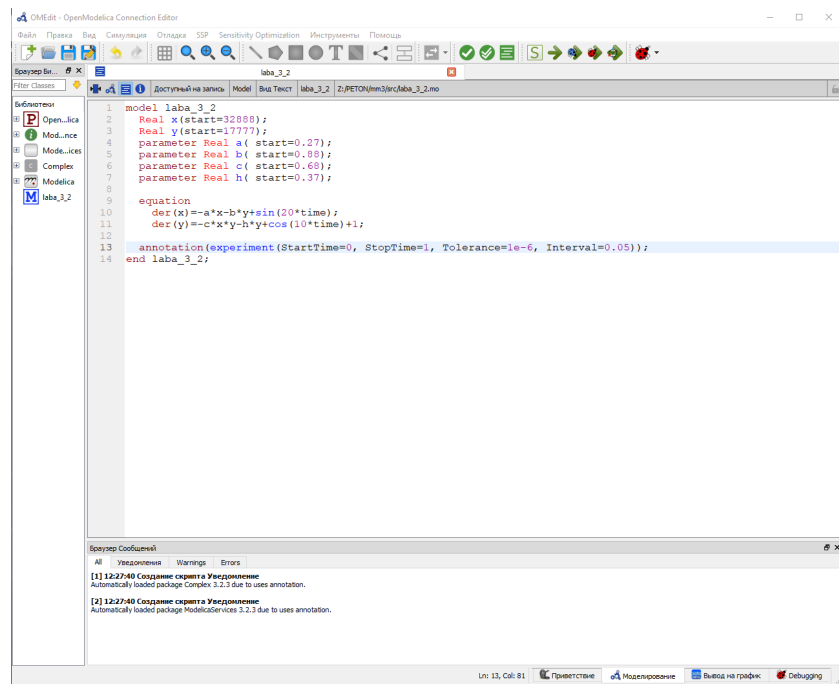 OMEdit - OpenModelica Connection Editor
Файл Правка Вид Симуляция Отладка SSP Sensitivity Optimization Инструменты Помощь
Браузер Би...
laba_3_2
Filter Classes
Доступный на запись Model Вид Текст laba_3_2 Z:/PETON/mm3/src/laba_3_2.mo
Библиотеки
P Open...lica
Mod...nce
Mode...ices
C Complex
Modelica
M laba_3_2
1 model laba_3_2
2 Real x(start=32888);
3 Real y(start=17777);
4 parameter Real a( start=0.27);
5 parameter Real b( start=0.88);
6 parameter Real c( start=0.68);
7 parameter Real h( start=0.37);
8
9 equation
10 der(x)=-a*x-b*y+sin(20*time);
11 der(y)=-c*x*y-h*y+cos(10*time)+1;
12
13 annotation(experiment(StartTime=0, StopTime=1, Tolerance=1e-6, Interval=0.05));
14 end laba_3_2;
Браузер Сообщений
All Уведомления Warnings Errors
[1] 12:27:40 Создание скрипта Уведомление
Automatically loaded package Complex 3.2.3 due to uses annotation.
[2] 12:27:40 Создание скрипта Уведомление
Automatically loaded package ModelicaServices 3.2.3 due to uses annotation.
Ln: 13, Col: 81 Приветствие Моделирование Вывод на график Debugging